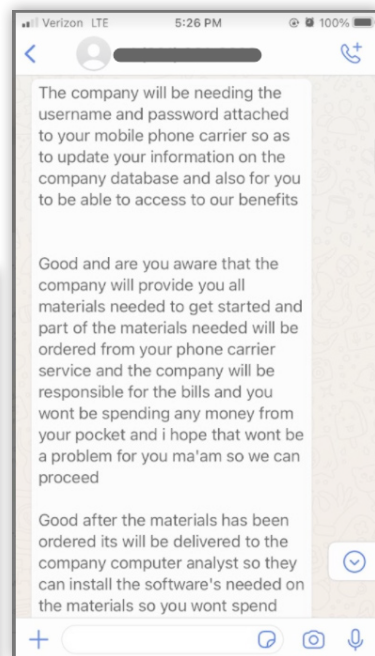 Verizon LTE 5:26 PM 100%
The company will be needing the
username and password attached
to your mobile phone carrier so as
to update your information on the
company database and also for you
to be able to access to our benefits
Good and are you aware that the
company will provide you all
materials needed to get started and
part of the materials needed will be
ordered from your phone carrier
service and the company will be
responsible for the bills and you
wont be spending any money from
your pocket and i hope that wont be
a problem for you ma'am so we can
proceed
Good after the materials has been
ordered its will be delivered to the
company computer analyst so they
can install the software's needed on
the materials so you wont spend